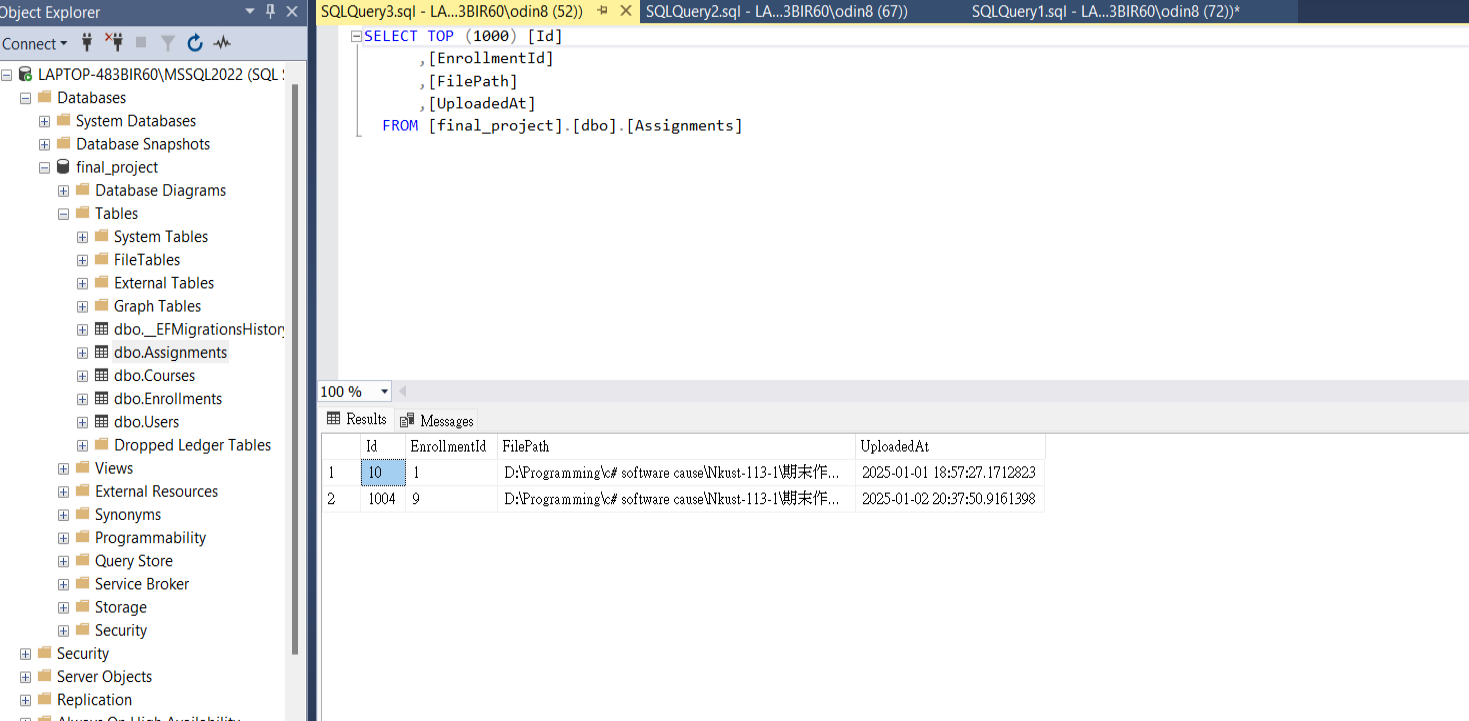 Object Explorer
Connect
LAPTOP-483BIR60\MSSQL2022 (SQL S
Databases
System Databases
Database Snapshots
final_project
Database Diagrams
Tables
System Tables
FileTables
External Tables
Graph Tables
dbo.__EFMigrationsHistory
dbo.Assignments
dbo.Courses
dbo.Enrollments
dbo.Users
Dropped Ledger Tables
Views
External Resources
Synonyms
Programmability
Query Store
Service Broker
Storage
Security
Security
Server Objects
Replication
Always On High Availability
SQLQuery3.sql - LA...3BIR60\odin8 (52)) SQLQuery2.sql - LA...3BIR60\odin8 (67)) SQLQuery1.sql - LA...3BIR60\odin8 (72))*
SELECT TOP (1000) [Id]
,[EnrollmentId]
,[FilePath]
,[UploadedAt]
FROM [final_project].[dbo].[Assignments]
100 %
Results Messages
Id EnrollmentId FilePath UploadedAt
1 10 1 D:\Programming\c# software cause\Nkust-113-1\期末作... 2025-01-01 18:57:27.1712823
2 1004 9 D:\Programming\c# software cause\Nkust-113-1\期末作... 2025-01-02 20:37:50.9161398